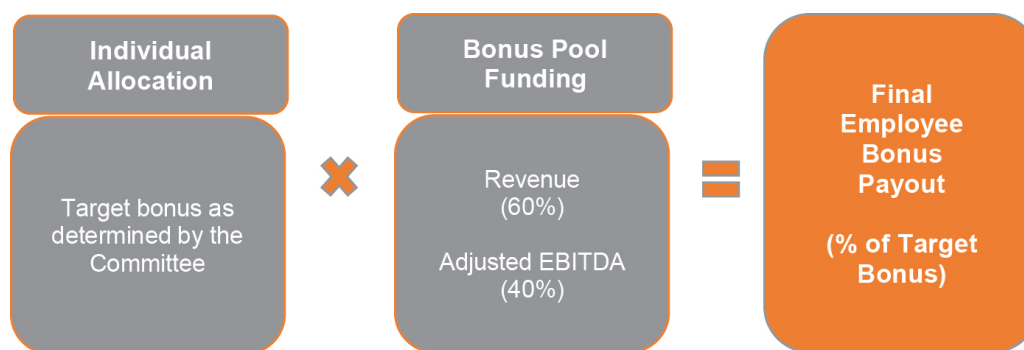 Individual
Allocation
Target bonus as
determined by the
Committee
Bonus Pool
Funding
Revenue
(60%)
Adjusted EBITDA
(40%)
Final
Employee
Bonus
Payout
(% of Target
Bonus)